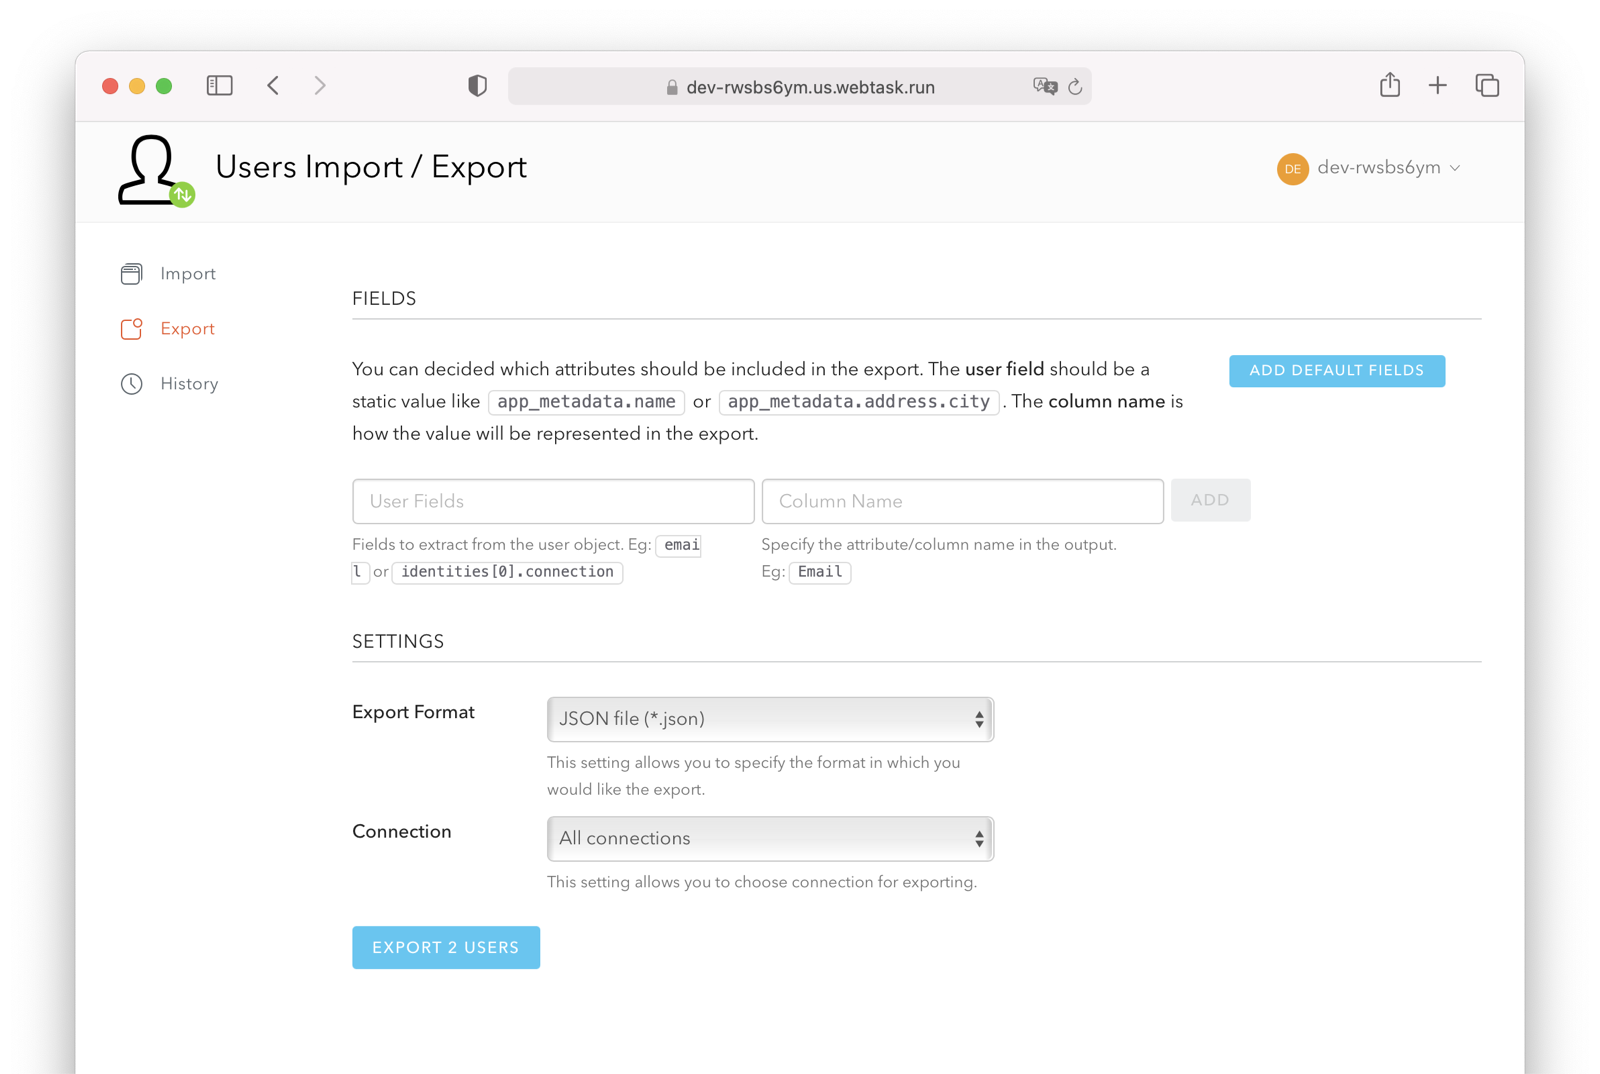 dev-rwsbs6ym.us.webtask.run
Users Import / Export
DE dev-rwsbs6ym
Import
Export
History
FIELDS
You can decided which attributes should be included in the export. The user field should be a
static value like app_metadata.name or app_metadata.address.city . The column name is
how the value will be represented in the export.
ADD DEFAULT FIELDS
User Fields
Column Name
ADD
Fields to extract from the user object. Eg: emai
l or identities[0].connection
Specify the attribute/column name in the output.
Eg: Email
SETTINGS
Export Format
JSON file (*.json)
This setting allows you to specify the format in which you
would like the export.
Connection
All connections
This setting allows you to choose connection for exporting.
EXPORT 2 USERS